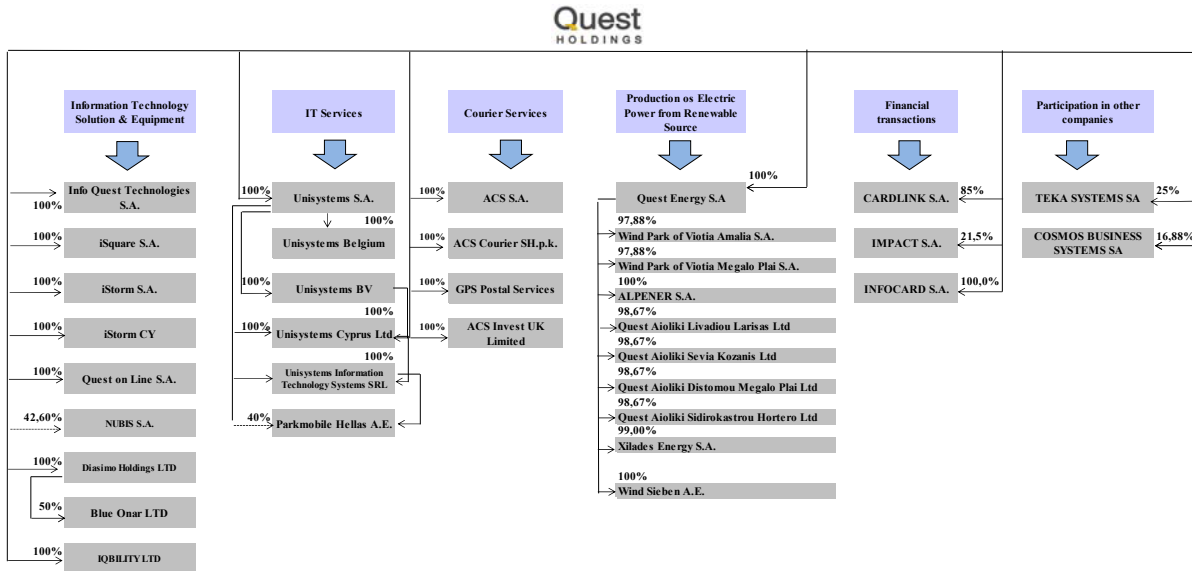 Quest
HOLDINGS
Information Technology
Solution & Equipment
Info Quest Technologies
S.A.
100%
100%
iSquare S.A.
100%
iStorm S.A.
100%
iStorm CY
100%
Quest on Line S.A.
42,60%
NUBIS S.A.
100%
Diasimo Holdings LTD
50%
Blue Onar LTD
100%
IQBILITY LTD
IT Services
100%
Unisystems S.A.
100%
Unisystems Belgium
100%
Unisystems BV
100%
100%
Unisystems Cyprus Ltd
100%
Unisystems Information
Technology Systems SRL
40%
Parkmobile Hellas A.E.
Courier Services
100%
ACS S.A.
100%
ACS Courier SH.p.k.
100%
GPS Postal Services
100%
ACS Invest UK
Limited
Production os Electric
Power from Renewable
Source
100%
Quest Energy S.A
97,88%
Wind Park of Viotia Amalia S.A.
97,88%
Wind Park of Viotia Megalo Plai S.A.
100%
ALPENER S.A.
98,67%
Quest Aioliki Livadiou Larisas Ltd
98,67%
Quest Aioliki Sevia Kozanis Ltd
98,67%
Quest Aioliki Distomou Megalo Plai Ltd
98,67%
Quest Aioliki Sidirokastrou Hortero Ltd
99,00%
Xilades Energy S.A.
100%
Wind Sieben A.E.
Financial
transactions
CARDLINK S.A.
85%
IMPACT S.A.
21,5%
INFOCARD S.A.
100,0%
Participation in other
companies
TEKA SYSTEMS SA
25%
COSMOS BUSINESS
SYSTEMS SA
16,88%